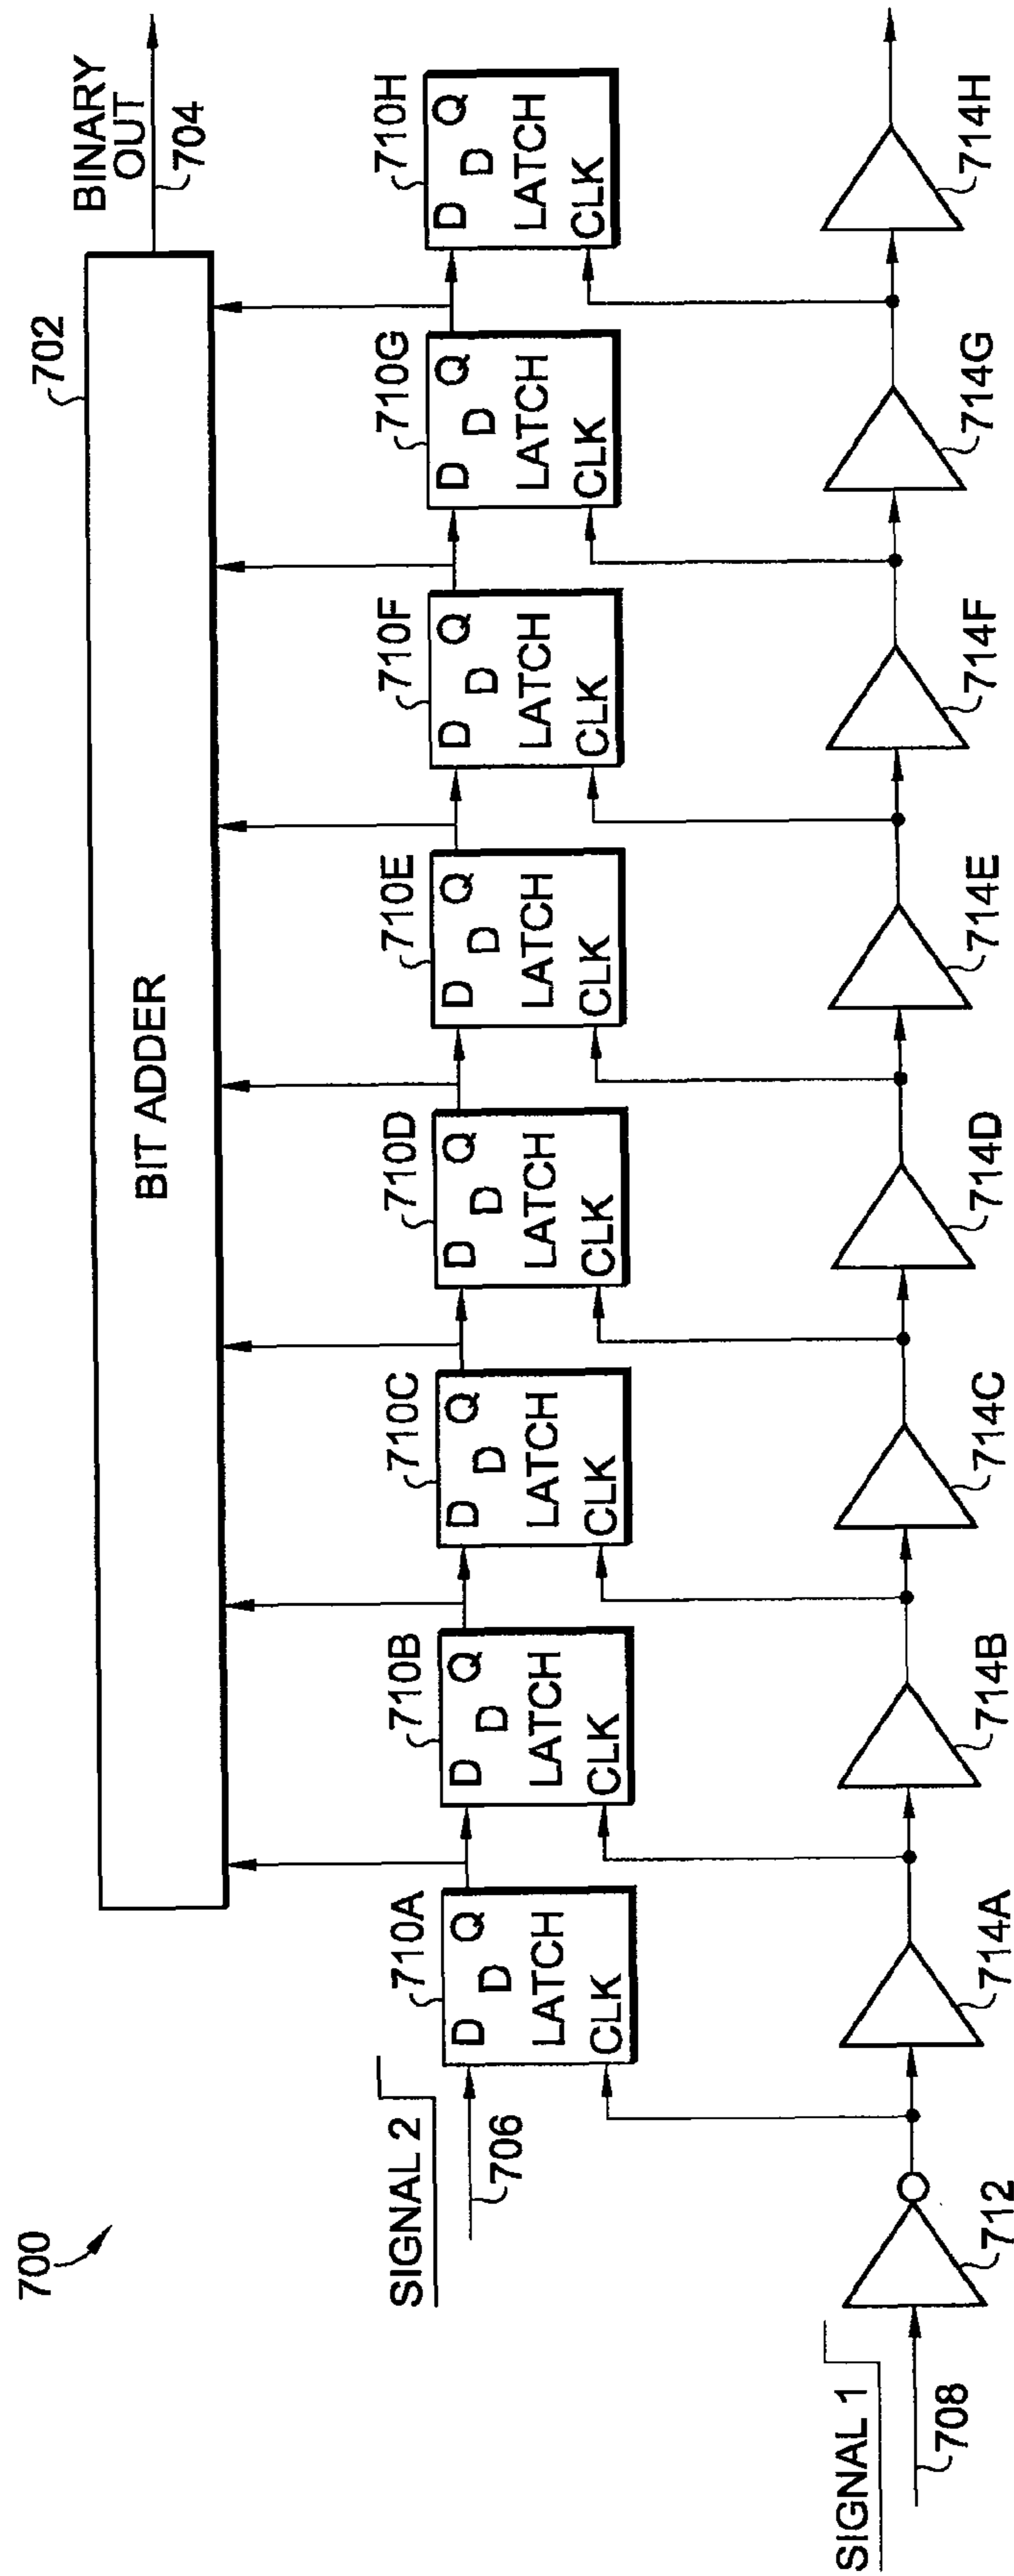 700
702
BINARY
OUT
704
BIT ADDER
SIGNAL 2
706
710A
D Q
D
LATCH
CLK
710B
D Q
D
LATCH
CLK
710C
D Q
D
LATCH
CLK
710D
D Q
D
LATCH
CLK
710E
D Q
D
LATCH
CLK
710F
D Q
D
LATCH
CLK
710G
D Q
D
LATCH
CLK
710H
D Q
D
LATCH
CLK
SIGNAL 1
708
712
714A
714B
714C
714D
714E
714F
714G
714H